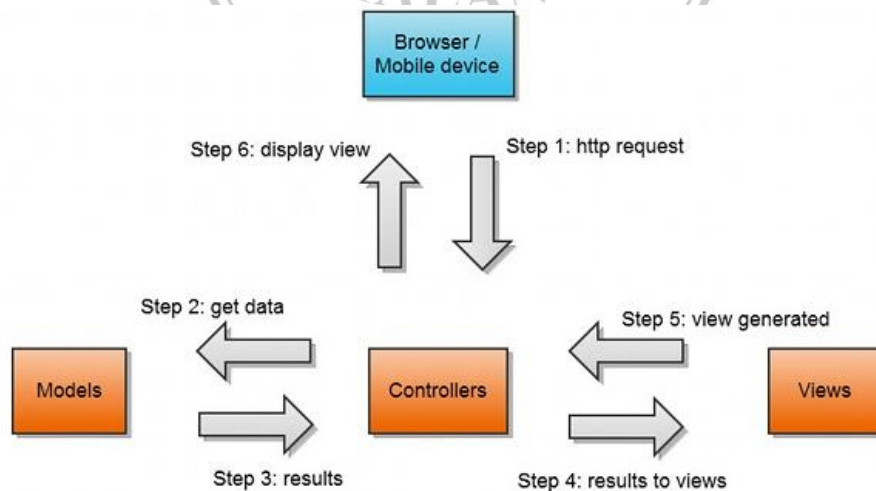 Browser /
Mobile device
Step 6: display view
Step 1: http request
Step 2: get data
Step 5: view generated
Models
Controllers
Views
Step 3: results
Step 4: results to views